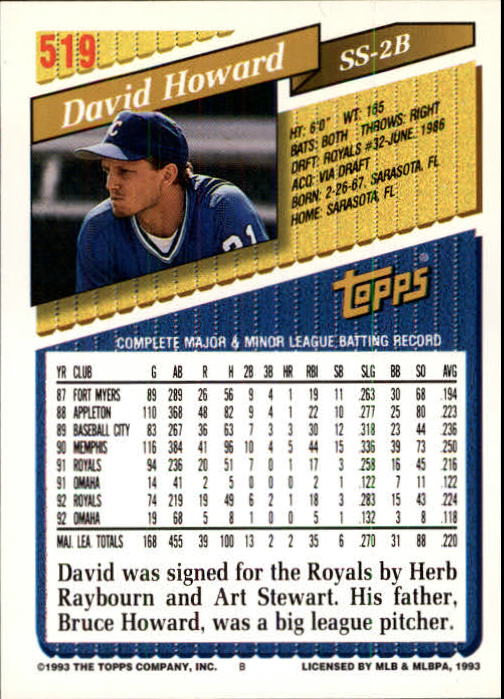 519
David Howard
SS-2B
HT: 6'0" WT: 165
BATS: BOTH THROWS: RIGHT
DRFT: ROYALS #32-JUNE, 1986
ACQ: VIA DRAFT
BORN: 2-26-67, SARASOTA, FL
HOME: SARASOTA, FL
KC
91
TOPPS®
COMPLETE MAJOR & MINOR LEAGUE BATTING RECORD
YR CLUB G AB R H 2B 3B HR RBI SB SLG BB SO AVG
87 FORT MYERS 89 289 26 56 9 4 1 19 11 .263 30 68 .194
88 APPLETON 110 368 48 82 9 4 1 22 10 .277 25 80 .223
89 BASEBALL CITY 83 267 36 63 7 3 3 30 12 .318 23 44 .236
90 MEMPHIS 116 384 41 96 10 4 5 44 15 .336 39 73 .250
91 ROYALS 94 236 20 51 7 0 1 17 3 .258 16 45 .216
91 OMAHA 14 41 2 5 0 0 0 2 1 .122 7 11 .122
92 ROYALS 74 219 19 49 6 2 1 18 3 .283 15 43 .224
92 OMAHA 19 68 5 8 1 0 0 5 1 .132 3 8 .118
MAJ. LEA. TOTALS 168 455 39 100 13 2 2 35 6 .270 31 88 .220
David was signed for the Royals by Herb
Raybourn and Art Stewart. His father,
Bruce Howard, was a big league pitcher.
©1993 THE TOPPS COMPANY, INC. B LICENSED BY MLB & MLBPA, 1993